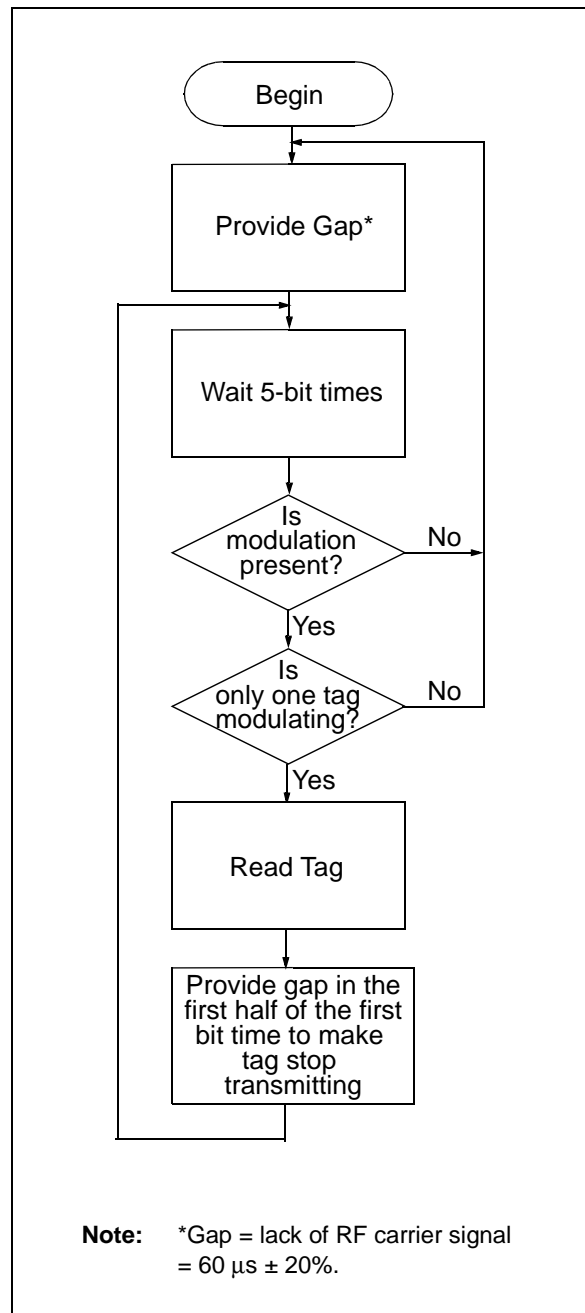 Begin
Provide Gap*
Wait 5-bit times
Is
modulation
present?
No
Yes
Is
only one tag
modulating?
No
Yes
Read Tag
Provide gap in the
first half of the first
bit time to make
tag stop
transmitting
Note: *Gap = lack of RF carrier signal
= 60 μs ± 20%.